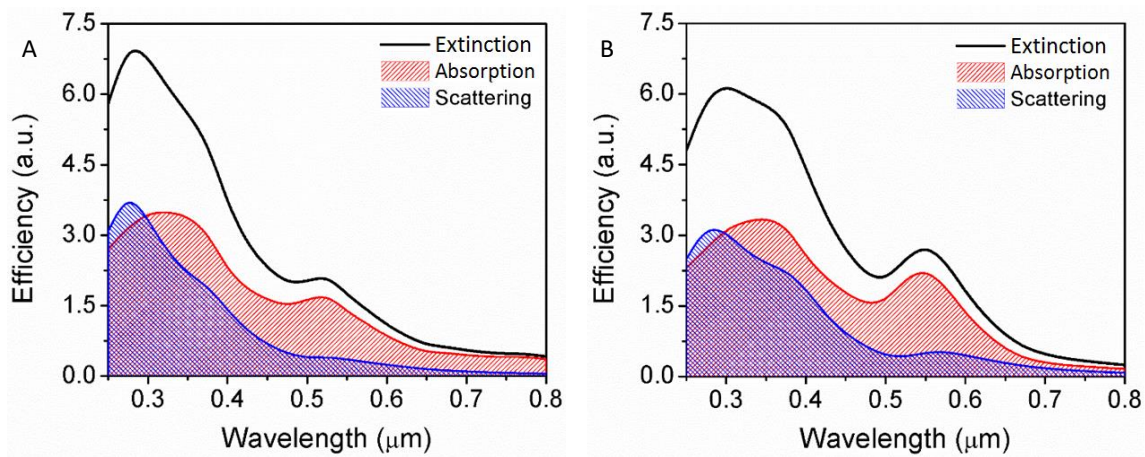 A
Extinction
Absorption
Scattering
7.5
6.0
4.5
3.0
1.5
0.0
Efficiency (a.u.)
0.3 0.4 0.5 0.6 0.7 0.8
Wavelength (μm)
B
Extinction
Absorption
Scattering
7.5
6.0
4.5
3.0
1.5
0.0
Efficiency (a.u.)
0.3 0.4 0.5 0.6 0.7 0.8
Wavelength (μm)